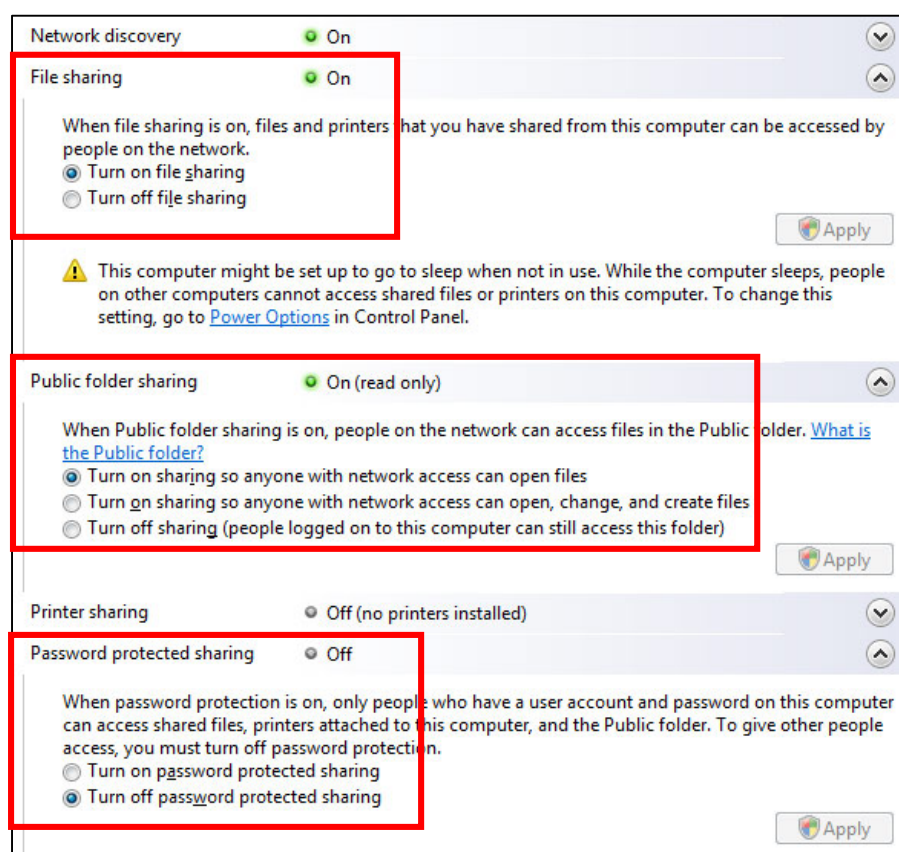 Network discovery On
File sharing On
When file sharing is on, files and printers that you have shared from this computer can be accessed by
people on the network.
Turn on file sharing
Turn off file sharing
Apply
This computer might be set up to go to sleep when not in use. While the computer sleeps, people
on other computers cannot access shared files or printers on this computer. To change this
setting, go to Power Options in Control Panel.
Public folder sharing On (read only)
When Public folder sharing is on, people on the network can access files in the Public folder. What is
the Public folder?
Turn on sharing so anyone with network access can open files
Turn on sharing so anyone with network access can open, change, and create files
Turn off sharing (people logged on to this computer can still access this folder)
Apply
Printer sharing Off (no printers installed)
Password protected sharing Off
When password protection is on, only people who have a user account and password on this computer
can access shared files, printers attached to this computer, and the Public folder. To give other people
access, you must turn off password protection.
Turn on password protected sharing
Turn off password protected sharing
Apply